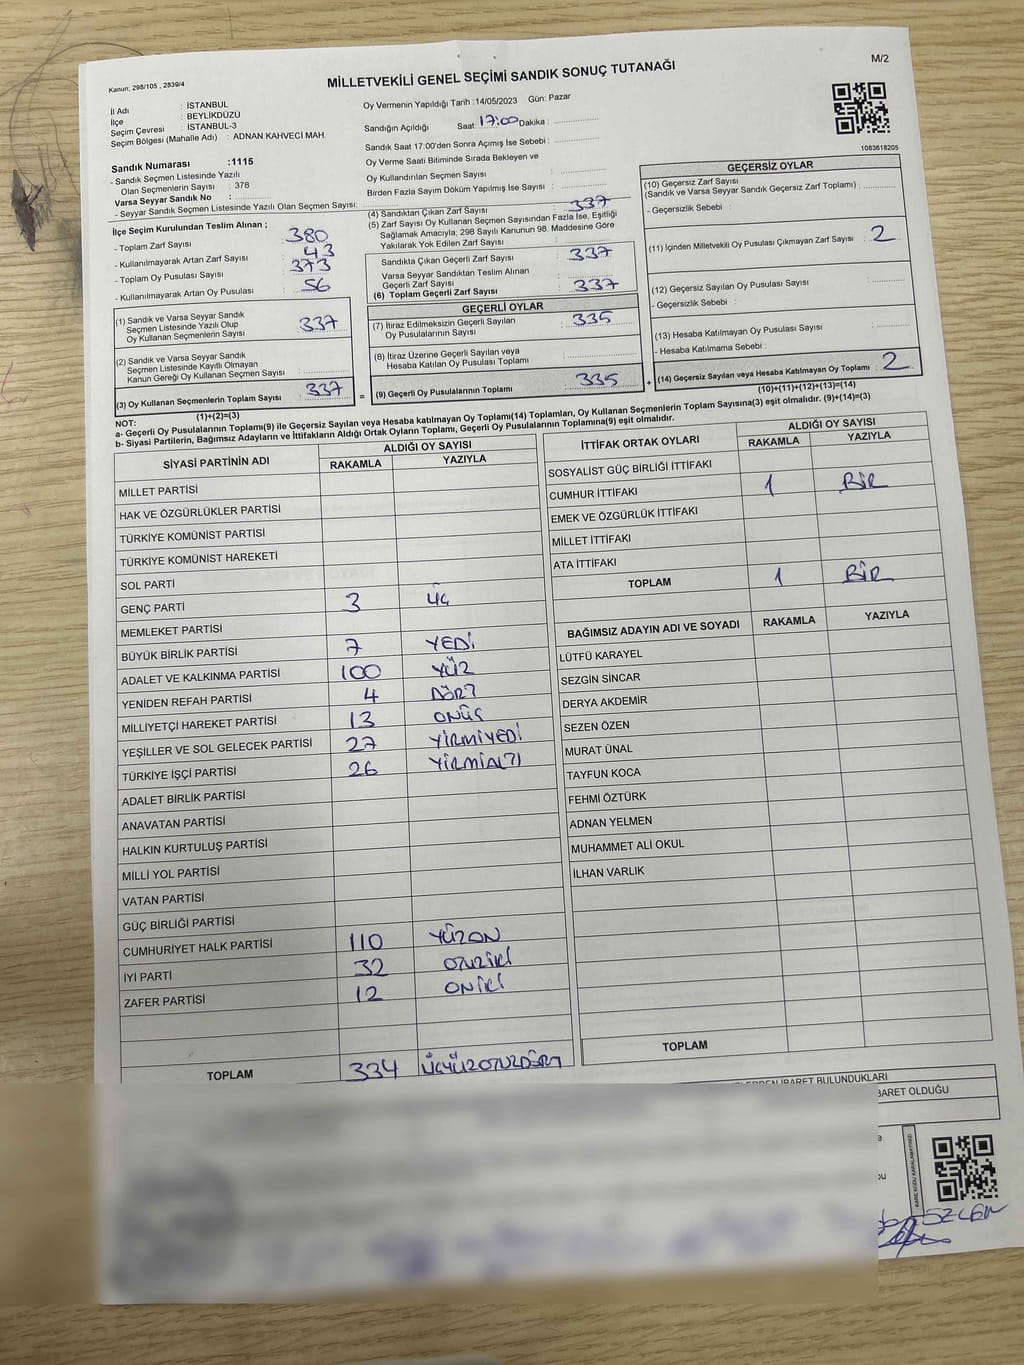 Kanun: 298/105 , 2839/4
MİLLETVEKİLİ GENEL SEÇİMİ SANDIK SONUÇ TUTANAĞI
M/2
İl Adı : İSTANBUL
İlçe : BEYLİKDÜZÜ
Seçim Çevresi : İSTANBUL-3
Seçim Bölgesi (Mahalle Adı) : ADNAN KAHVECİ MAH.
Oy Vermenin Yapıldığı Tarih :14/05/2023 Gün: Pazar
Sandığın Açıldığı Saat: 17:00 Dakika :
Sandık Saat 17:00'den Sonra Açımış İse Sebebi :
Oy Verme Saati Bitiminde Sırada Bekleyen ve
Oy Kullandırılan Seçmen Sayısı :
Birden Fazla Sayım Döküm Yapılmış İse Sayısı :
1083618205
Sandık Numarası :1115
- Sandık Seçmen Listesinde Yazılı
Olan Seçmenlerin Sayısı : 378
Varsa Seyyar Sandık No :
- Seyyar Sandık Seçmen Listesinde Yazılı Olan Seçmen Sayısı:
İlçe Seçim Kurulundan Teslim Alınan ;
- Toplam Zarf Sayısı : 380
- Kullanılmayarak Artan Zarf Sayısı : 43
- Toplam Oy Pusulası Sayısı : 373
- Kullanılmayarak Artan Oy Pusulası : 56
(1) Sandık ve Varsa Seyyar Sandık
Seçmen Listesinde Yazılı Olup
Oy Kullanan Seçmenlerin Sayısı : 337
(2) Sandık ve Varsa Seyyar Sandık
Seçmen Listesinde Kayıtlı Olmayan
Kanun Gereği Oy Kullanan Seçmen Sayısı :
(3) Oy Kullanan Seçmenlerin Toplam Sayısı : 337
(1)+(2)=(3)
(4) Sandıktan Çıkan Zarf Sayısı : 337
(5) Zarf Sayısı Oy Kullanan Seçmen Sayısından Fazla İse, Eşitliği
Sağlamak Amacıyla; 298 Sayılı Kanunun 98. Maddesine Göre
Yakılarak Yok Edilen Zarf Sayısı :
Sandıkta Çıkan Geçerli Zarf Sayısı : 337
Varsa Seyyar Sandıktan Teslim Alınan
Geçerli Zarf Sayısı :
(6) Toplam Geçerli Zarf Sayısı : 337
GEÇERLİ OYLAR
(7) İtiraz Edilmeksizin Geçerli Sayılan
Oy Pusulalarının Sayısı : 335
(8) İtiraz Üzerine Geçerli Sayılan veya
Hesaba Katılan Oy Pusulası Toplamı :
= (9) Geçerli Oy Pusulalarının Toplamı : 335
GEÇERSİZ OYLAR
(10) Geçersiz Zarf Sayısı
(Sandık ve Varsa Seyyar Sandık Geçersiz Zarf Toplamı) :
- Geçersizlik Sebebi :
(11) İçinden Milletvekili Oy Pusulası Çıkmayan Zarf Sayısı : 2
(12) Geçersiz Sayılan Oy Pusulası Sayısı :
- Geçersizlik Sebebi :
(13) Hesaba Katılmayan Oy Pusulası Sayısı :
- Hesaba Katılmama Sebebi :
+ (14) Geçersiz Sayılan veya Hesaba Katılmayan Oy Toplamı : 2
(10)+(11)+(12)+(13)=(14)
NOT:
a- Geçerli Oy Pusulalarının Toplamı(9) ile Geçersiz Sayılan veya Hesaba katılmayan Oy Toplamı(14) Toplamları, Oy Kullanan Seçmenlerin Toplam Sayısına(3) eşit olmalıdır. (9)+(14)=(3)
b- Siyasi Partilerin, Bağımsız Adayların ve İttifakların Aldığı Ortak Oyların Toplamı, Geçerli Oy Pusulalarının Toplamına(9) eşit olmalıdır.
SİYASİ PARTİNİN ADI ALDIĞI OY SAYISI
RAKAMLA YAZIYLA
MİLLET PARTİSİ
HAK VE ÖZGÜRLÜKLER PARTİSİ
TÜRKİYE KOMÜNİST PARTİSİ
TÜRKİYE KOMÜNİST HAREKETİ
SOL PARTİ
GENÇ PARTİ 3 ÜÇ
MEMLEKET PARTİSİ
BÜYÜK BİRLİK PARTİSİ 7 YEDİ
ADALET VE KALKINMA PARTİSİ 100 YÜZ
YENİDEN REFAH PARTİSİ 4 DÖRT
MİLLİYETÇİ HAREKET PARTİSİ 13 ONÜÇ
YEŞİLLER VE SOL GELECEK PARTİSİ 27 YİRMİYEDİ
TÜRKİYE İŞÇİ PARTİSİ 26 YİRMİALTI
ADALET BİRLİK PARTİSİ
ANAVATAN PARTİSİ
HALKIN KURTULUŞ PARTİSİ
MİLLİ YOL PARTİSİ
VATAN PARTİSİ
GÜÇ BİRLİĞİ PARTİSİ
CUMHURİYET HALK PARTİSİ 110 YÜZON
İYİ PARTİ 32 OTUZİKİ
ZAFER PARTİSİ 12 ONİKİ
TOPLAM 334 ÜÇYÜZOTUZDÖRT
İTTİFAK ORTAK OYLARI ALDIĞI OY SAYISI
RAKAMLA YAZIYLA
SOSYALİST GÜÇ BİRLİĞİ İTTİFAKI
CUMHUR İTTİFAKI 1 BİR
EMEK VE ÖZGÜRLÜK İTTİFAKI
MİLLET İTTİFAKI
ATA İTTİFAKI
TOPLAM 1 BİR
BAĞIMSIZ ADAYIN ADI VE SOYADI RAKAMLA YAZIYLA
LÜTFÜ KARAYEL
SEZGİN SİNCAR
DERYA AKDEMİR
SEZEN ÖZEN
MURAT ÜNAL
TAYFUN KOCA
FEHMİ ÖZTÜRK
ADNAN YELMEN
MUHAMMET ALİ OKUL
İLHAN VARLIK
TOPLAM
İBARET BULUNDUKLARI
BARET OLDUĞU
KARE KODU KARALAMAYINIZ